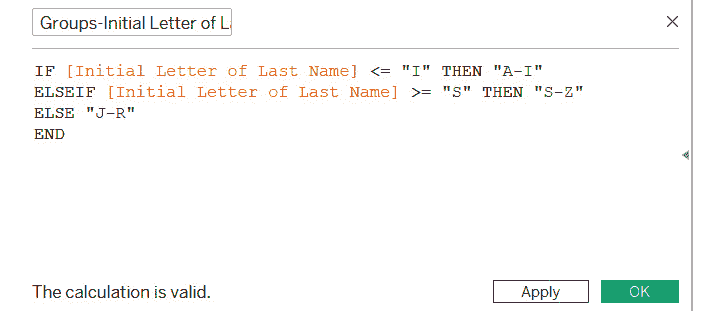 Groups-Initial Letter of L
IF [Initial Letter of Last Name] <= "I" THEN "A-I"
ELSEIF [Initial Letter of Last Name] >= "S" THEN "S-Z"
ELSE "J-R"
END
The calculation is valid.
Apply
OK